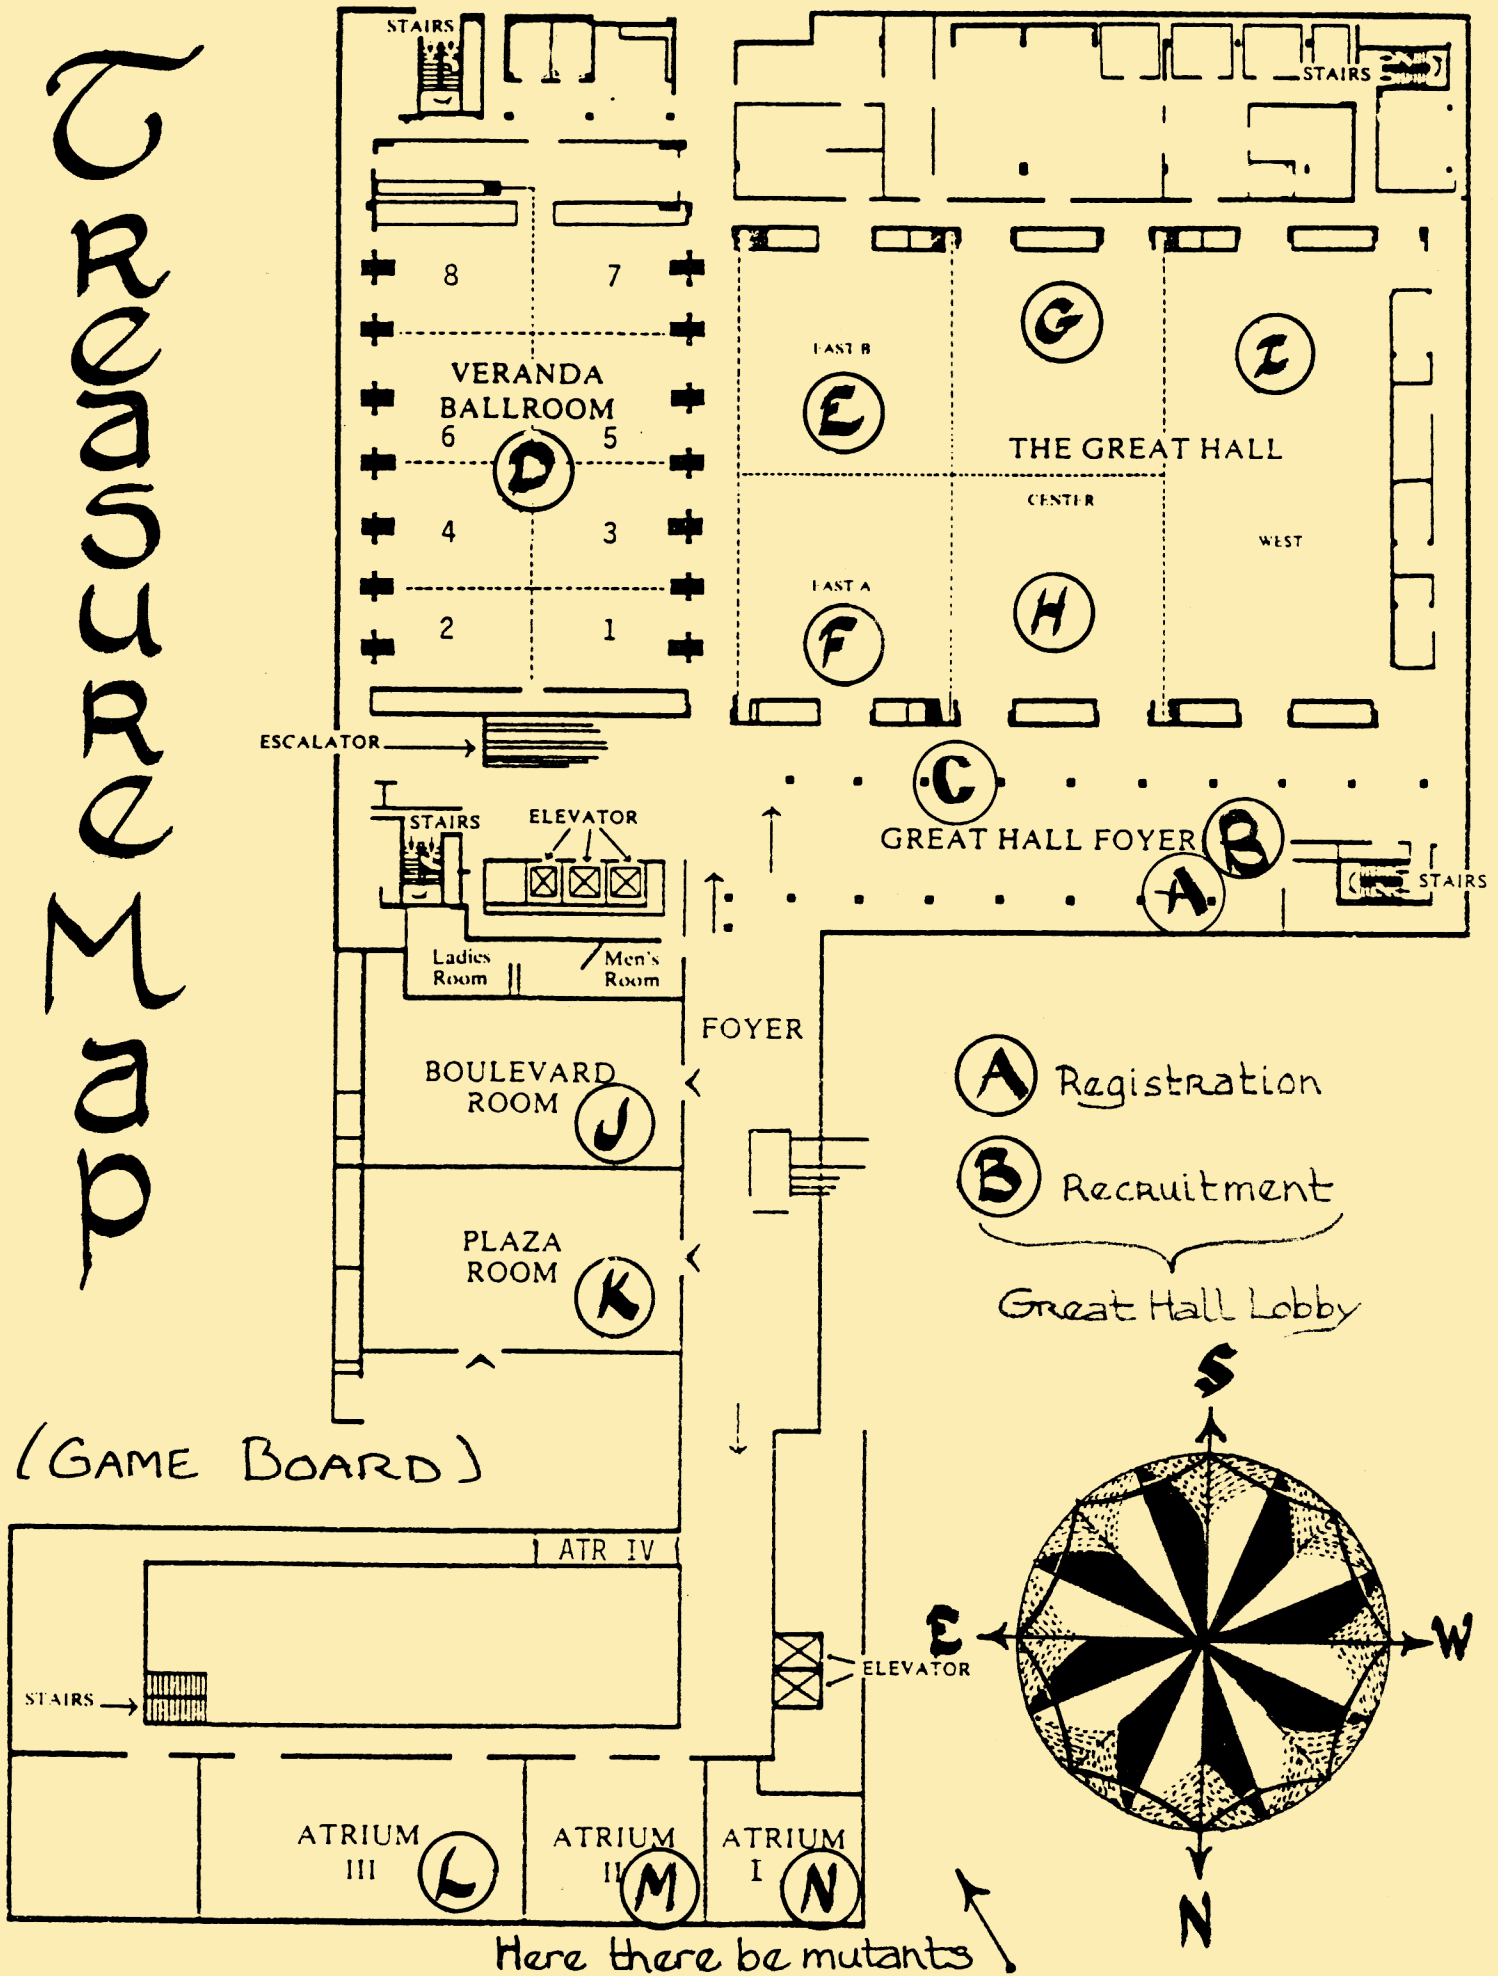 Treasure Map
STAIRS
STAIRS
8 7
VERANDA
BALLROOM
6 5
D
4 3
2 1
EAST B
E
G
I
THE GREAT HALL
CENTER
WEST
EAST A
F
H
ESCALATOR
STAIRS
ELEVATOR
C
GREAT HALL FOYER
B
A
STAIRS
Ladies
Room
Men's
Room
FOYER
BOULEVARD
ROOM
J
PLAZA
ROOM
K
A Registration
B Recruitment
Great Hall Lobby
(GAME BOARD)
ATR IV
STAIRS
ELEVATOR
S
E
W
N
ATRIUM
III
L
ATRIUM
II
M
ATRIUM
I
N
Here there be mutants